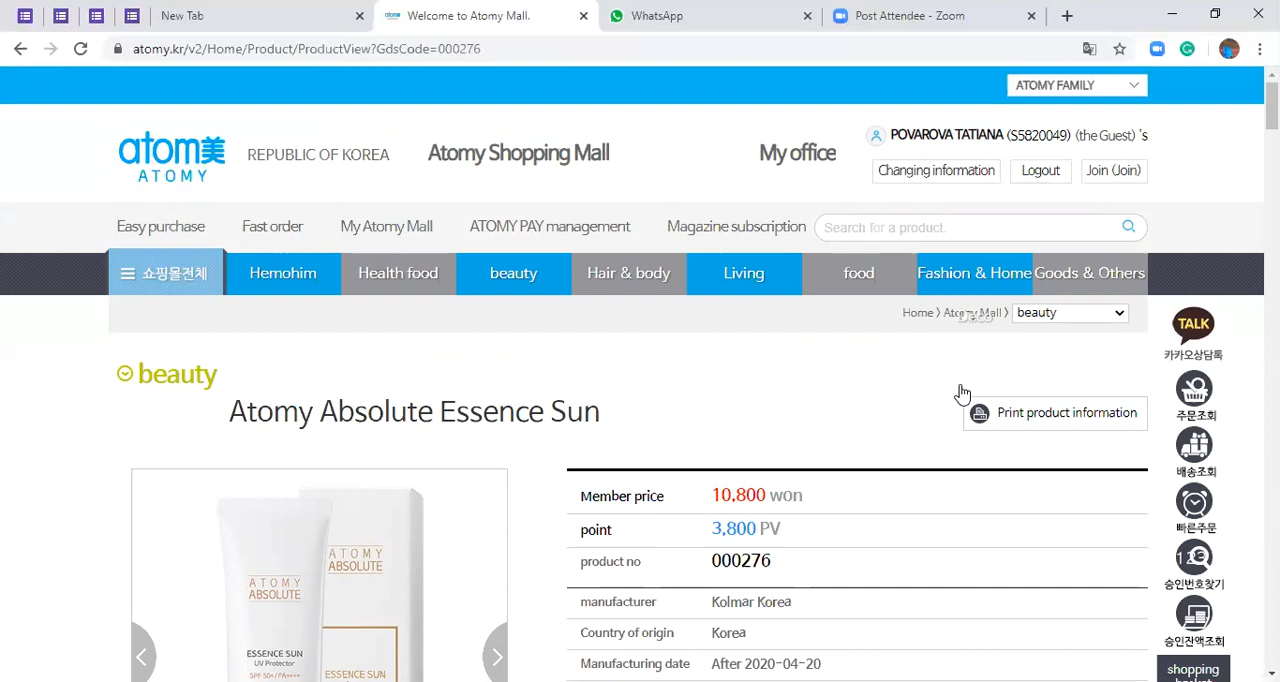 New Tab
Welcome to Atomy Mall.
WhatsApp
Post Attendee - Zoom
atomy.kr/v2/Home/Product/ProductView?GdsCode=000276
ATOMY FAMILY
atom美
ATOMY
REPUBLIC OF KOREA
Atomy Shopping Mall
My office
POVAROVA TATIANA (S5820049) (the Guest) 's
Changing information
Logout
Join (Join)
Easy purchase
Fast order
My Atomy Mall
ATOMY PAY management
Magazine subscription
Search for a product.
쇼핑몰전체
Hemohim
Health food
beauty
Hair & body
Living
food
Fashion & Home
Goods & Others
Home 〉 Atomy Mall 〉
Deco
beauty
TALK
카카오상담톡
beauty
Atomy Absolute Essence Sun
Print product information
주문조회
배송조회
빠른주문
123
승인번호찾기
승인잔액조회
shopping
Member price
10,800 won
point
3,800 PV
product no
000276
manufacturer
Kolmar Korea
Country of origin
Korea
Manufacturing date
After 2020-04-20
ATOMY
ABSOLUTE
ATOMY
ABSOLUTE
ESSENCE SUN
UV Protector
SPF 50+/PA++++
ESSENCE SUN